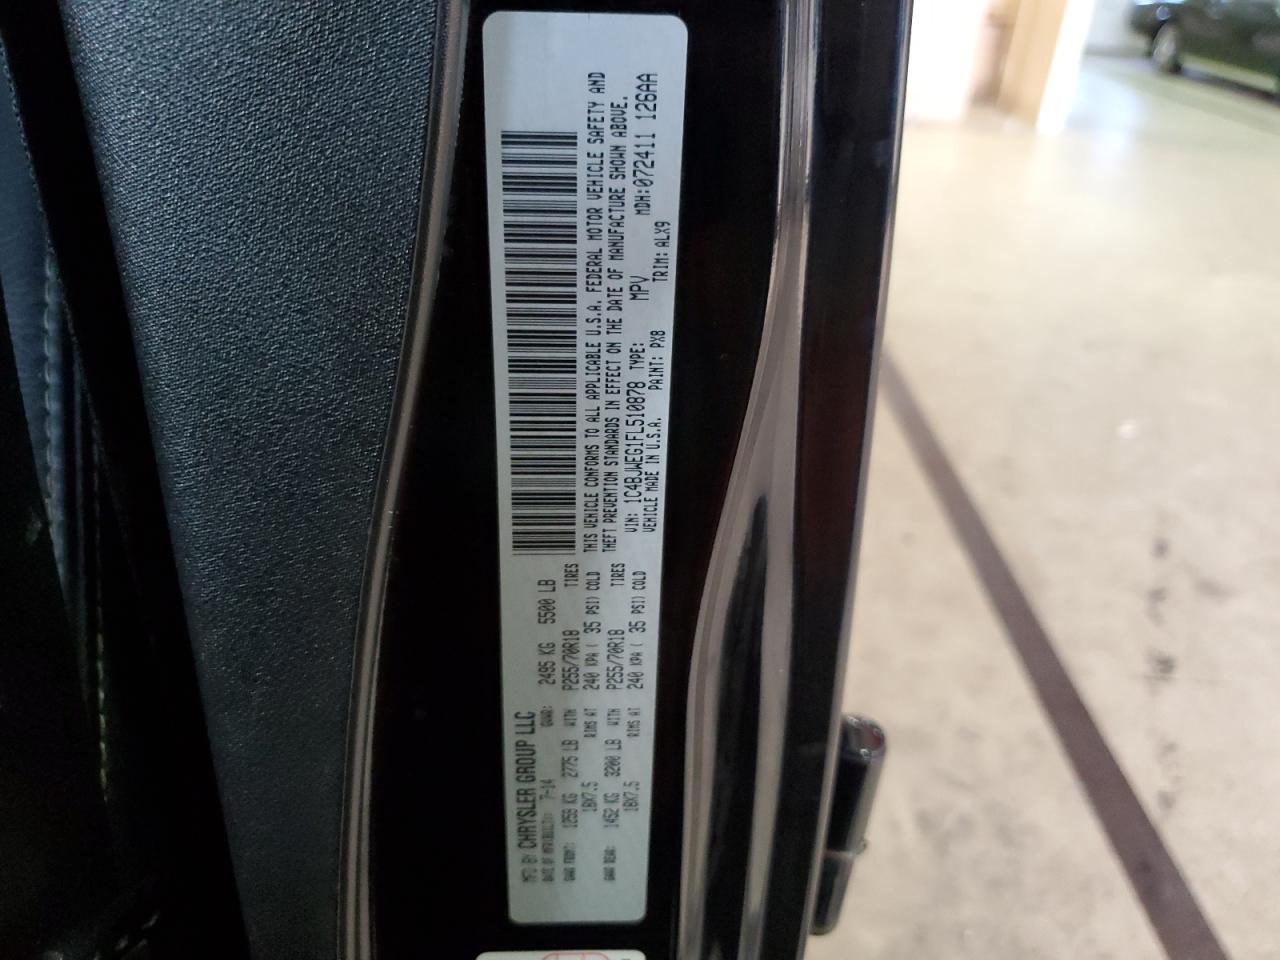 MFD BY CHRYSLER GROUP LLC
DATE OF MFR(BUILT): 7-14 GVWR: 2495 KG 5500 LB
GAWR FRONT: 1259 KG 2775 LB WITH P255/70R18 TIRES
18X7.5 RIMS AT 240 KPA ( 35 PSI) COLD
GAWR REAR: 1452 KG 3200 LB WITH P255/70R18 TIRES
18X7.5 RIMS AT 240 KPA ( 35 PSI) COLD
THIS VEHICLE CONFORMS TO ALL APPLICABLE U.S.A. FEDERAL MOTOR VEHICLE SAFETY AND
THEFT PREVENTION STANDARDS IN EFFECT ON THE DATE OF MANUFACTURE SHOWN ABOVE.
VIN: 1C4BJWEG1FL510878 TYPE: MPV MDH:072411 126AA
VEHICLE MADE IN U.S.A. PAINT: PX8 TRIM: ALX9